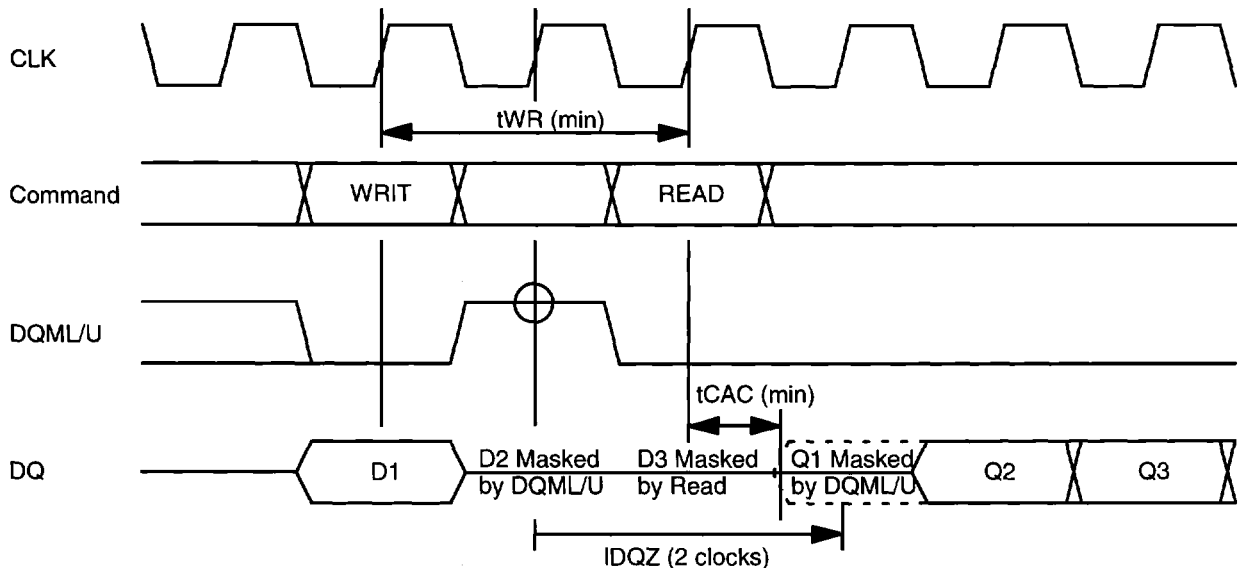 CLK
tWR (min)
Command
WRIT
READ
DQML/U
tCAC (min)
DQ
D1
D2 Masked
by DQML/U
D3 Masked
by Read
Q1 Masked
by DQML/U
Q2
Q3
IDQZ (2 clocks)